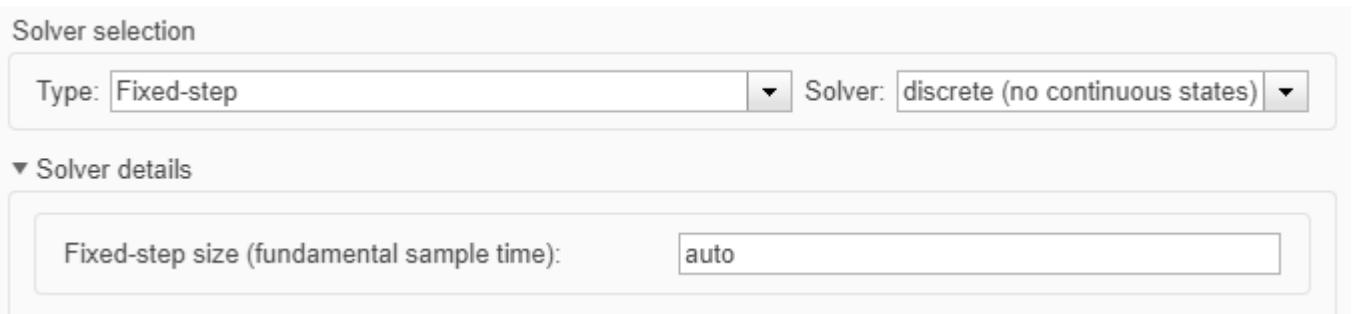 Solver selection
Type: Fixed-step Solver: discrete (no continuous states)
Solver details
Fixed-step size (fundamental sample time): auto